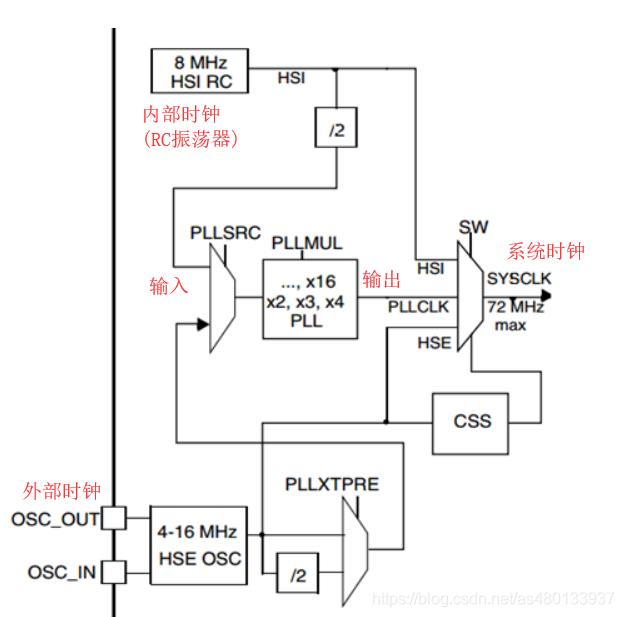 8 MHz
HSI RC
HSI
内部时钟
(RC振荡器)
/2
PLLSRC
PLLMUL
SW
系统时钟
输入
..., x16
x2, x3, x4
PLL
输出
HSI
SYSCLK
PLLCLK
72 MHz
max
HSE
CSS
外部时钟
PLLXTPRE
OSC_OUT
4-16 MHz
HSE OSC
OSC_IN
/2
https://blog.csdn.net/as480133937